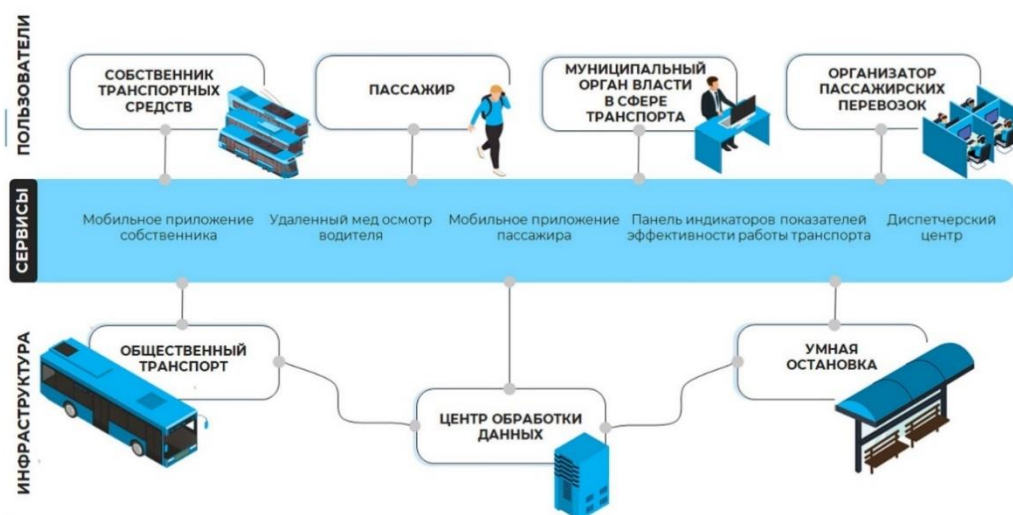 ПОЛЬЗОВАТЕЛИ
СОБСТВЕННИК
ТРАНСПОРТНЫХ
СРЕДСТВ
ПАССАЖИР
МУНИЦИПАЛЬНЫЙ
ОРГАН ВЛАСТИ
В СФЕРЕ
ТРАНСПОРТА
ОРГАНИЗАТОР
ПАССАЖИРСКИХ
ПЕРЕВОЗОК
СЕРВИСЫ
Мобильное приложение
собственника
Удаленный мед осмотр
водителя
Мобильное приложение
пассажира
Панель индикаторов показателей
эффективности работы транспорта
Диспетчерский
центр
ИНФРАСТРУКТУРА
ОБЩЕСТВЕННЫЙ
ТРАНСПОРТ
ЦЕНТР ОБРАБОТКИ
ДАННЫХ
УМНАЯ
ОСТАНОВКА